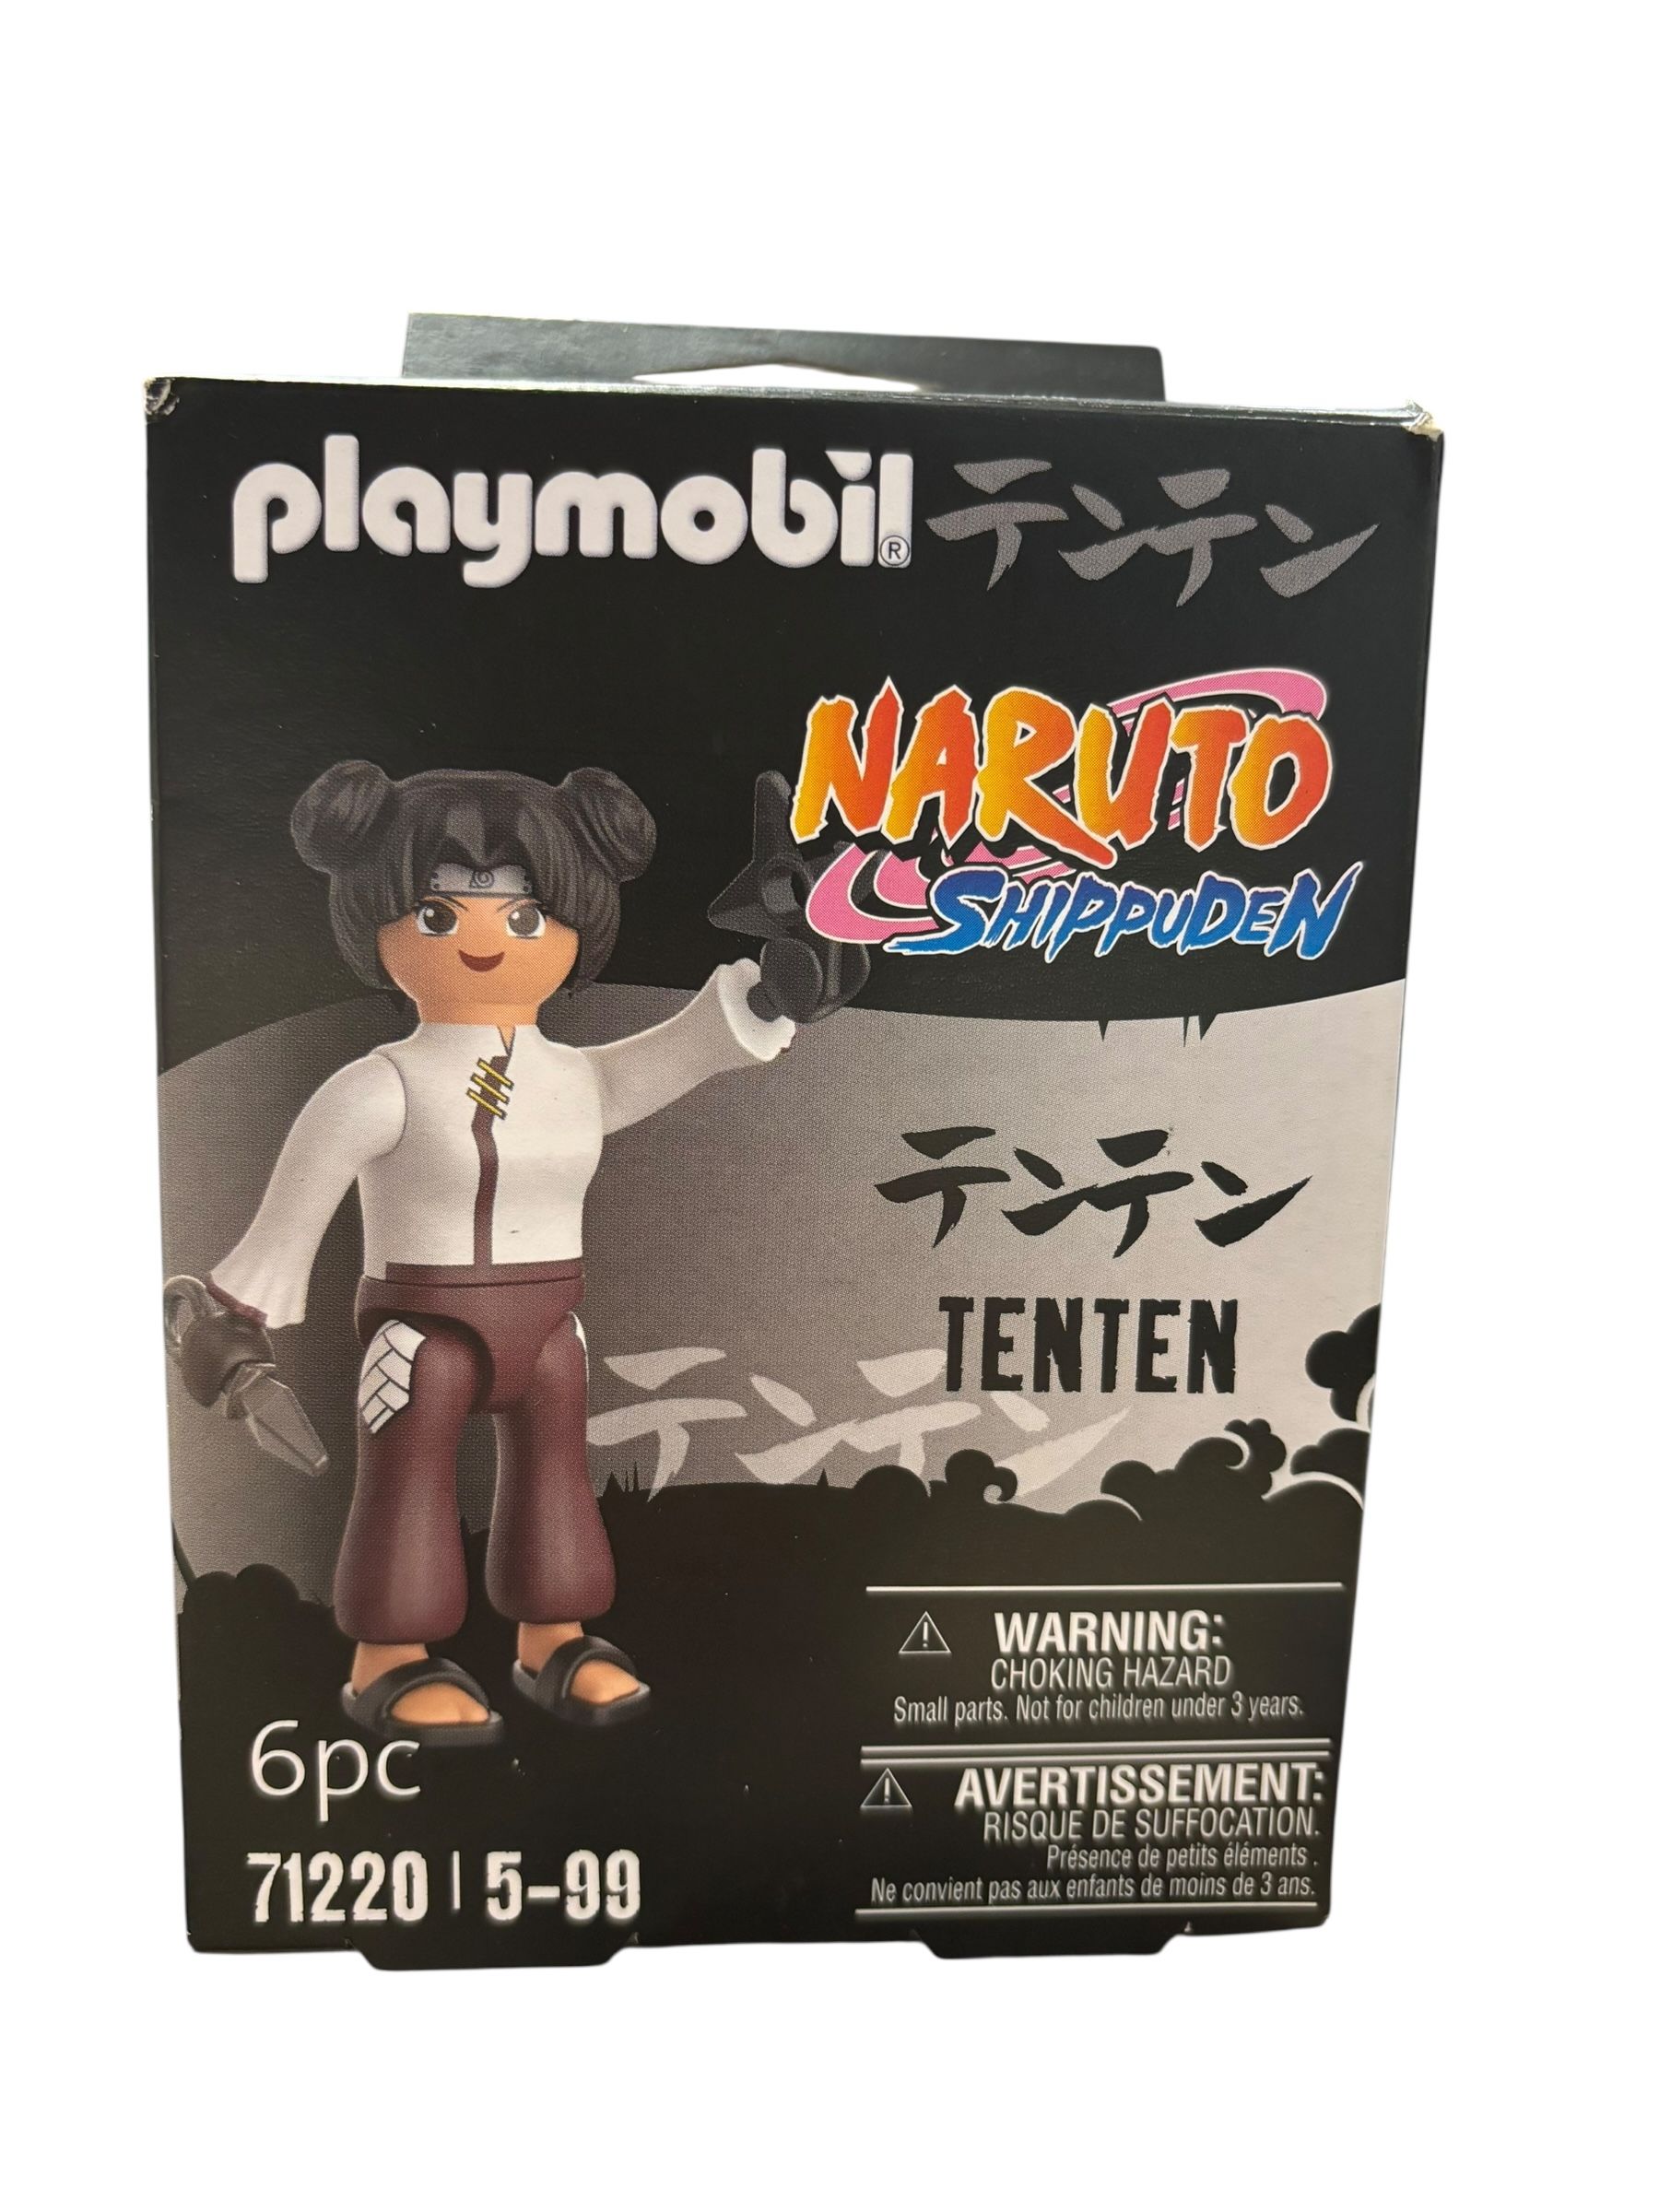 playmobil® テンテン
NARUTO
SHIPPUDEN
テンテン
TENTEN
テンテン
WARNING:
CHOKING HAZARD
Small parts. Not for children under 3 years.
AVERTISSEMENT:
RISQUE DE SUFFOCATION.
Présence de petits éléments .
Ne convient pas aux enfants de moins de 3 ans.
6pc
71220 | 5-99